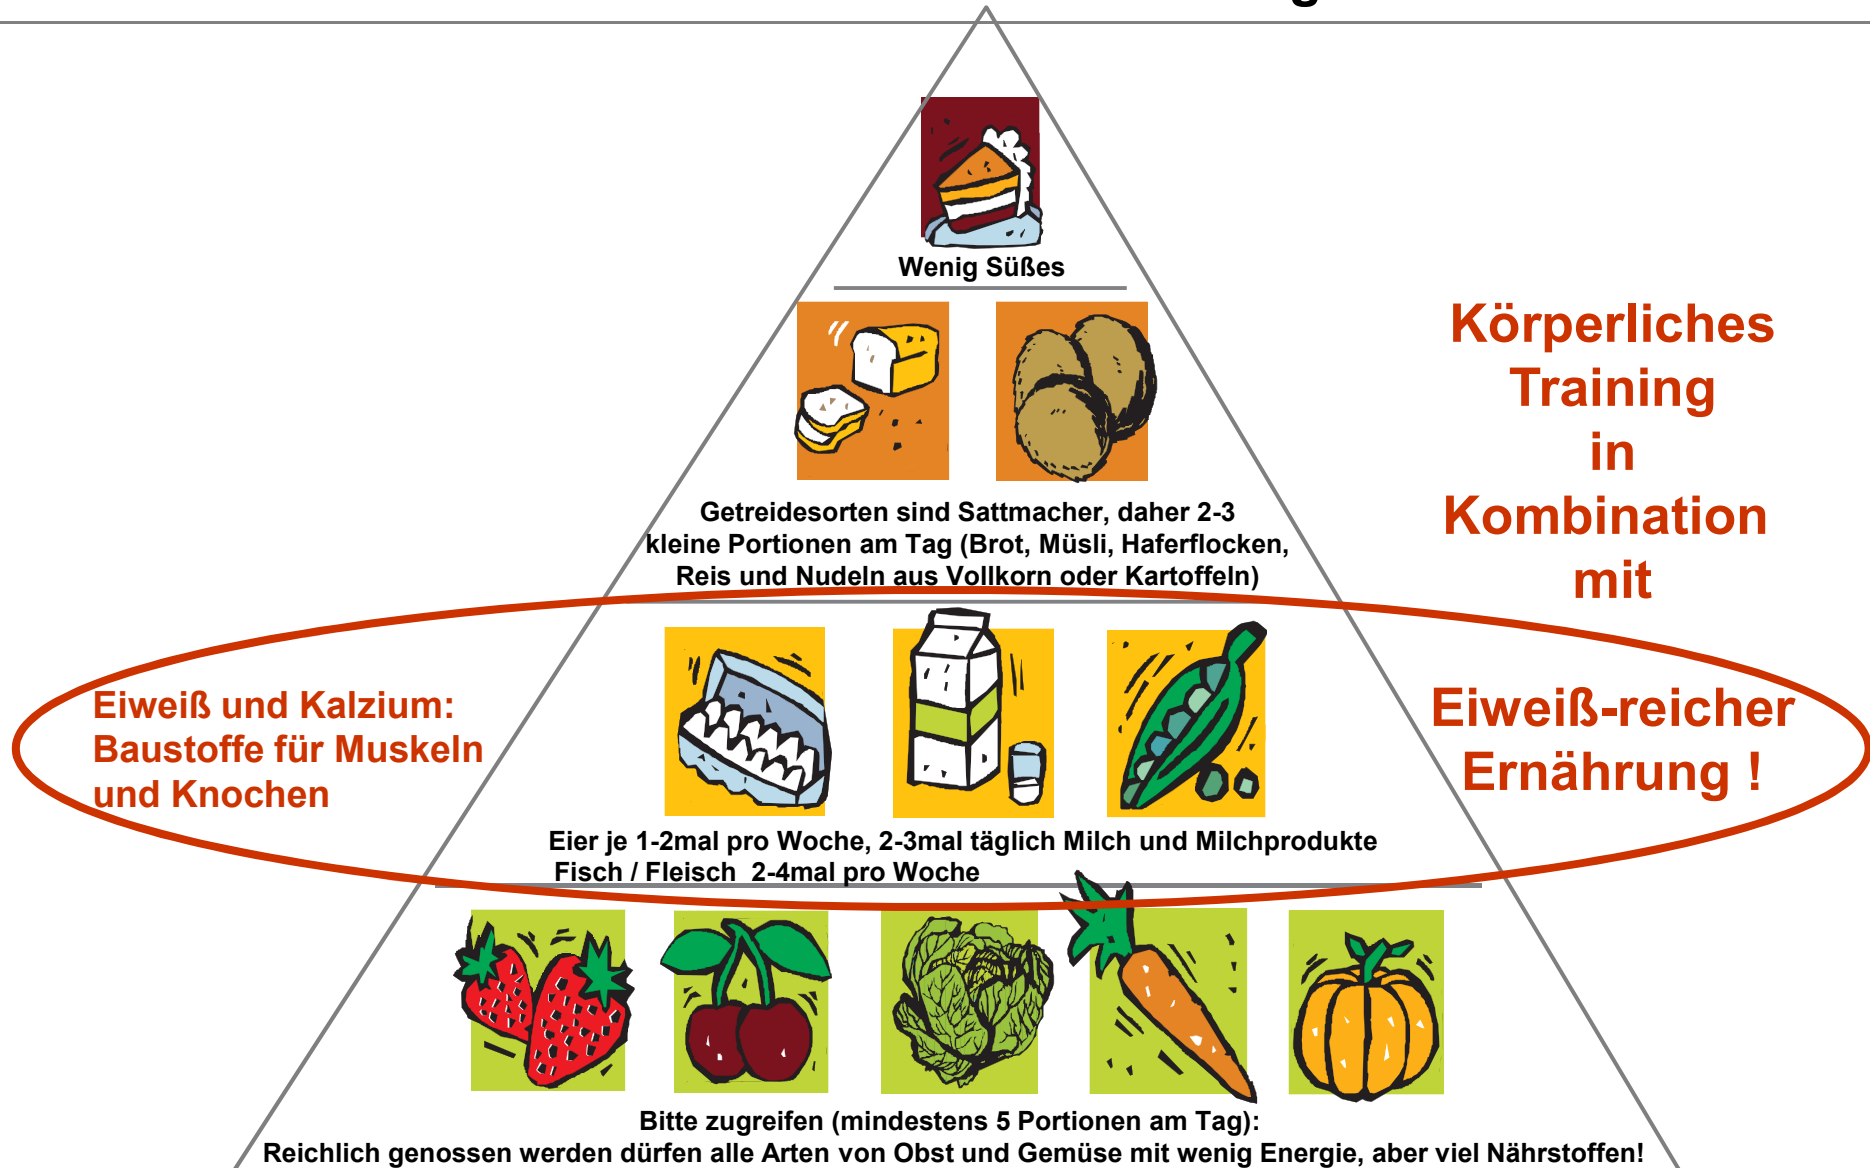 Wenig Süßes
Getreidesorten sind Sattmacher, daher 2-3
kleine Portionen am Tag (Brot, Müsli, Haferflocken,
Reis und Nudeln aus Vollkorn oder Kartoffeln)
Körperliches
Training
in
Kombination
mit
Eiweiß-reicher
Ernährung !
Eiweiß und Kalzium:
Baustoffe für Muskeln
und Knochen
Eier je 1-2mal pro Woche, 2-3mal täglich Milch und Milchprodukte
Fisch / Fleisch 2-4mal pro Woche
Bitte zugreifen (mindestens 5 Portionen am Tag):
Reichlich genossen werden dürfen alle Arten von Obst und Gemüse mit wenig Energie, aber viel Nährstoffen!